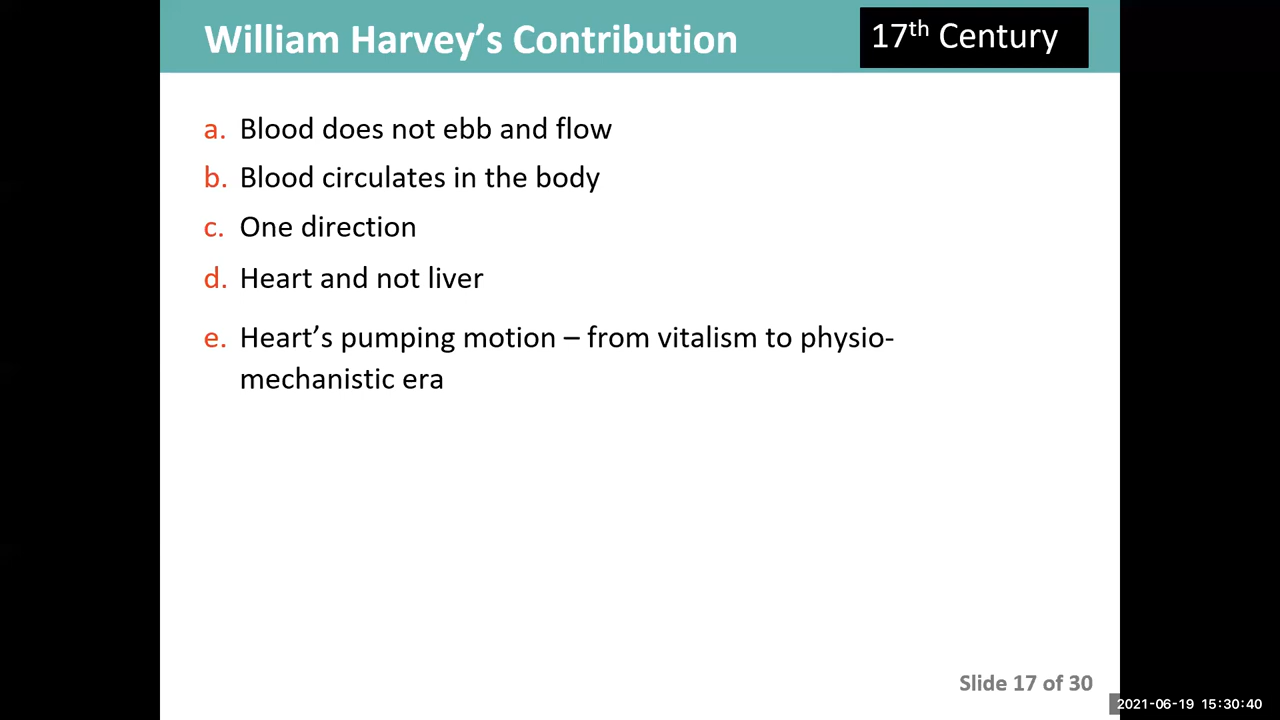 William Harvey’s Contribution
17th Century
a. Blood does not ebb and flow
b. Blood circulates in the body
c. One direction
d. Heart and not liver
e. Heart’s pumping motion – from vitalism to physio-
mechanistic era
Slide 17 of 30
2021-06-19 15:30:40